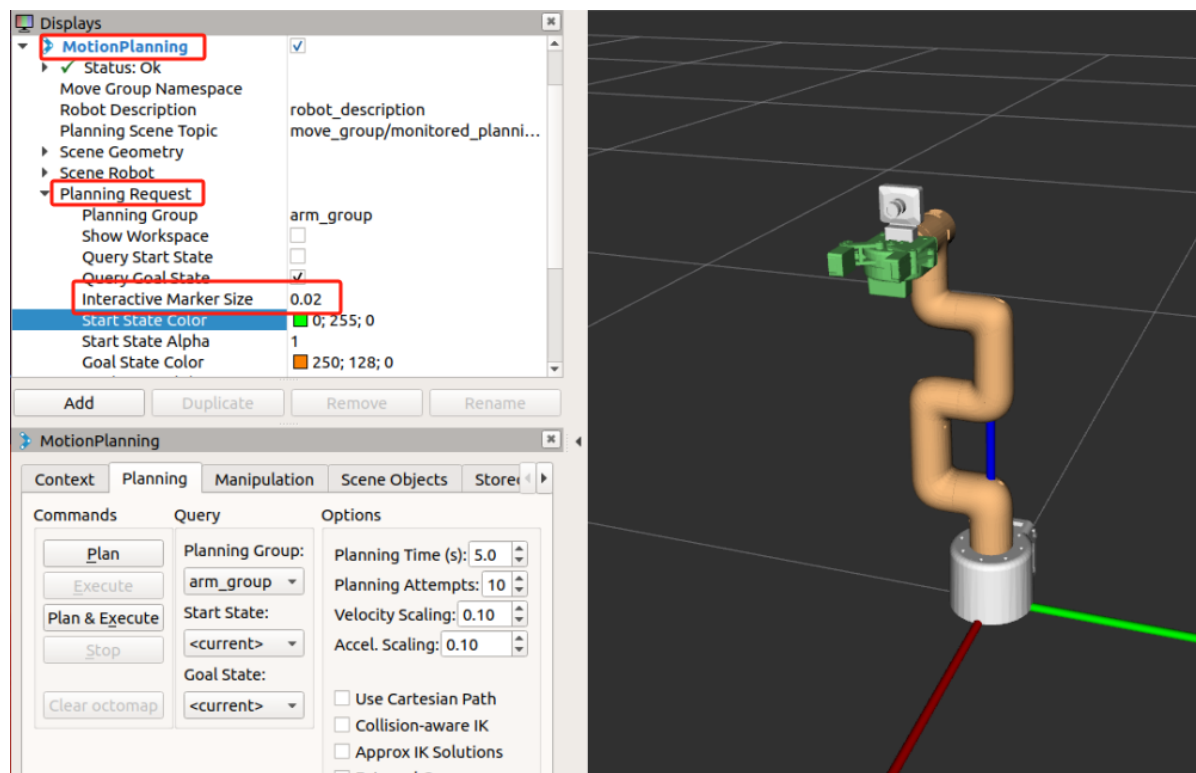 Displays
MotionPlanning
Status: Ok
Move Group Namespace
Robot Description robot_description
Planning Scene Topic move_group/monitored_planni...
Scene Geometry
Scene Robot
Planning Request
Planning Group arm_group
Show Workspace
Query Start State
Query Goal State
Interactive Marker Size 0.02
Start State Color 0; 255; 0
Start State Alpha 1
Goal State Color 250; 128; 0
Add Duplicate Remove Rename
MotionPlanning
Context Planning Manipulation Scene Objects Store
Commands Query Options
Plan Planning Group: Planning Time (s): 5.0
Execute arm_group Planning Attempts: 10
Plan & Execute Start State: Velocity Scaling: 0.10
Stop <current> Accel. Scaling: 0.10
Goal State:
Clear octomap <current> Use Cartesian Path
Collision-aware IK
Approx IK Solutions